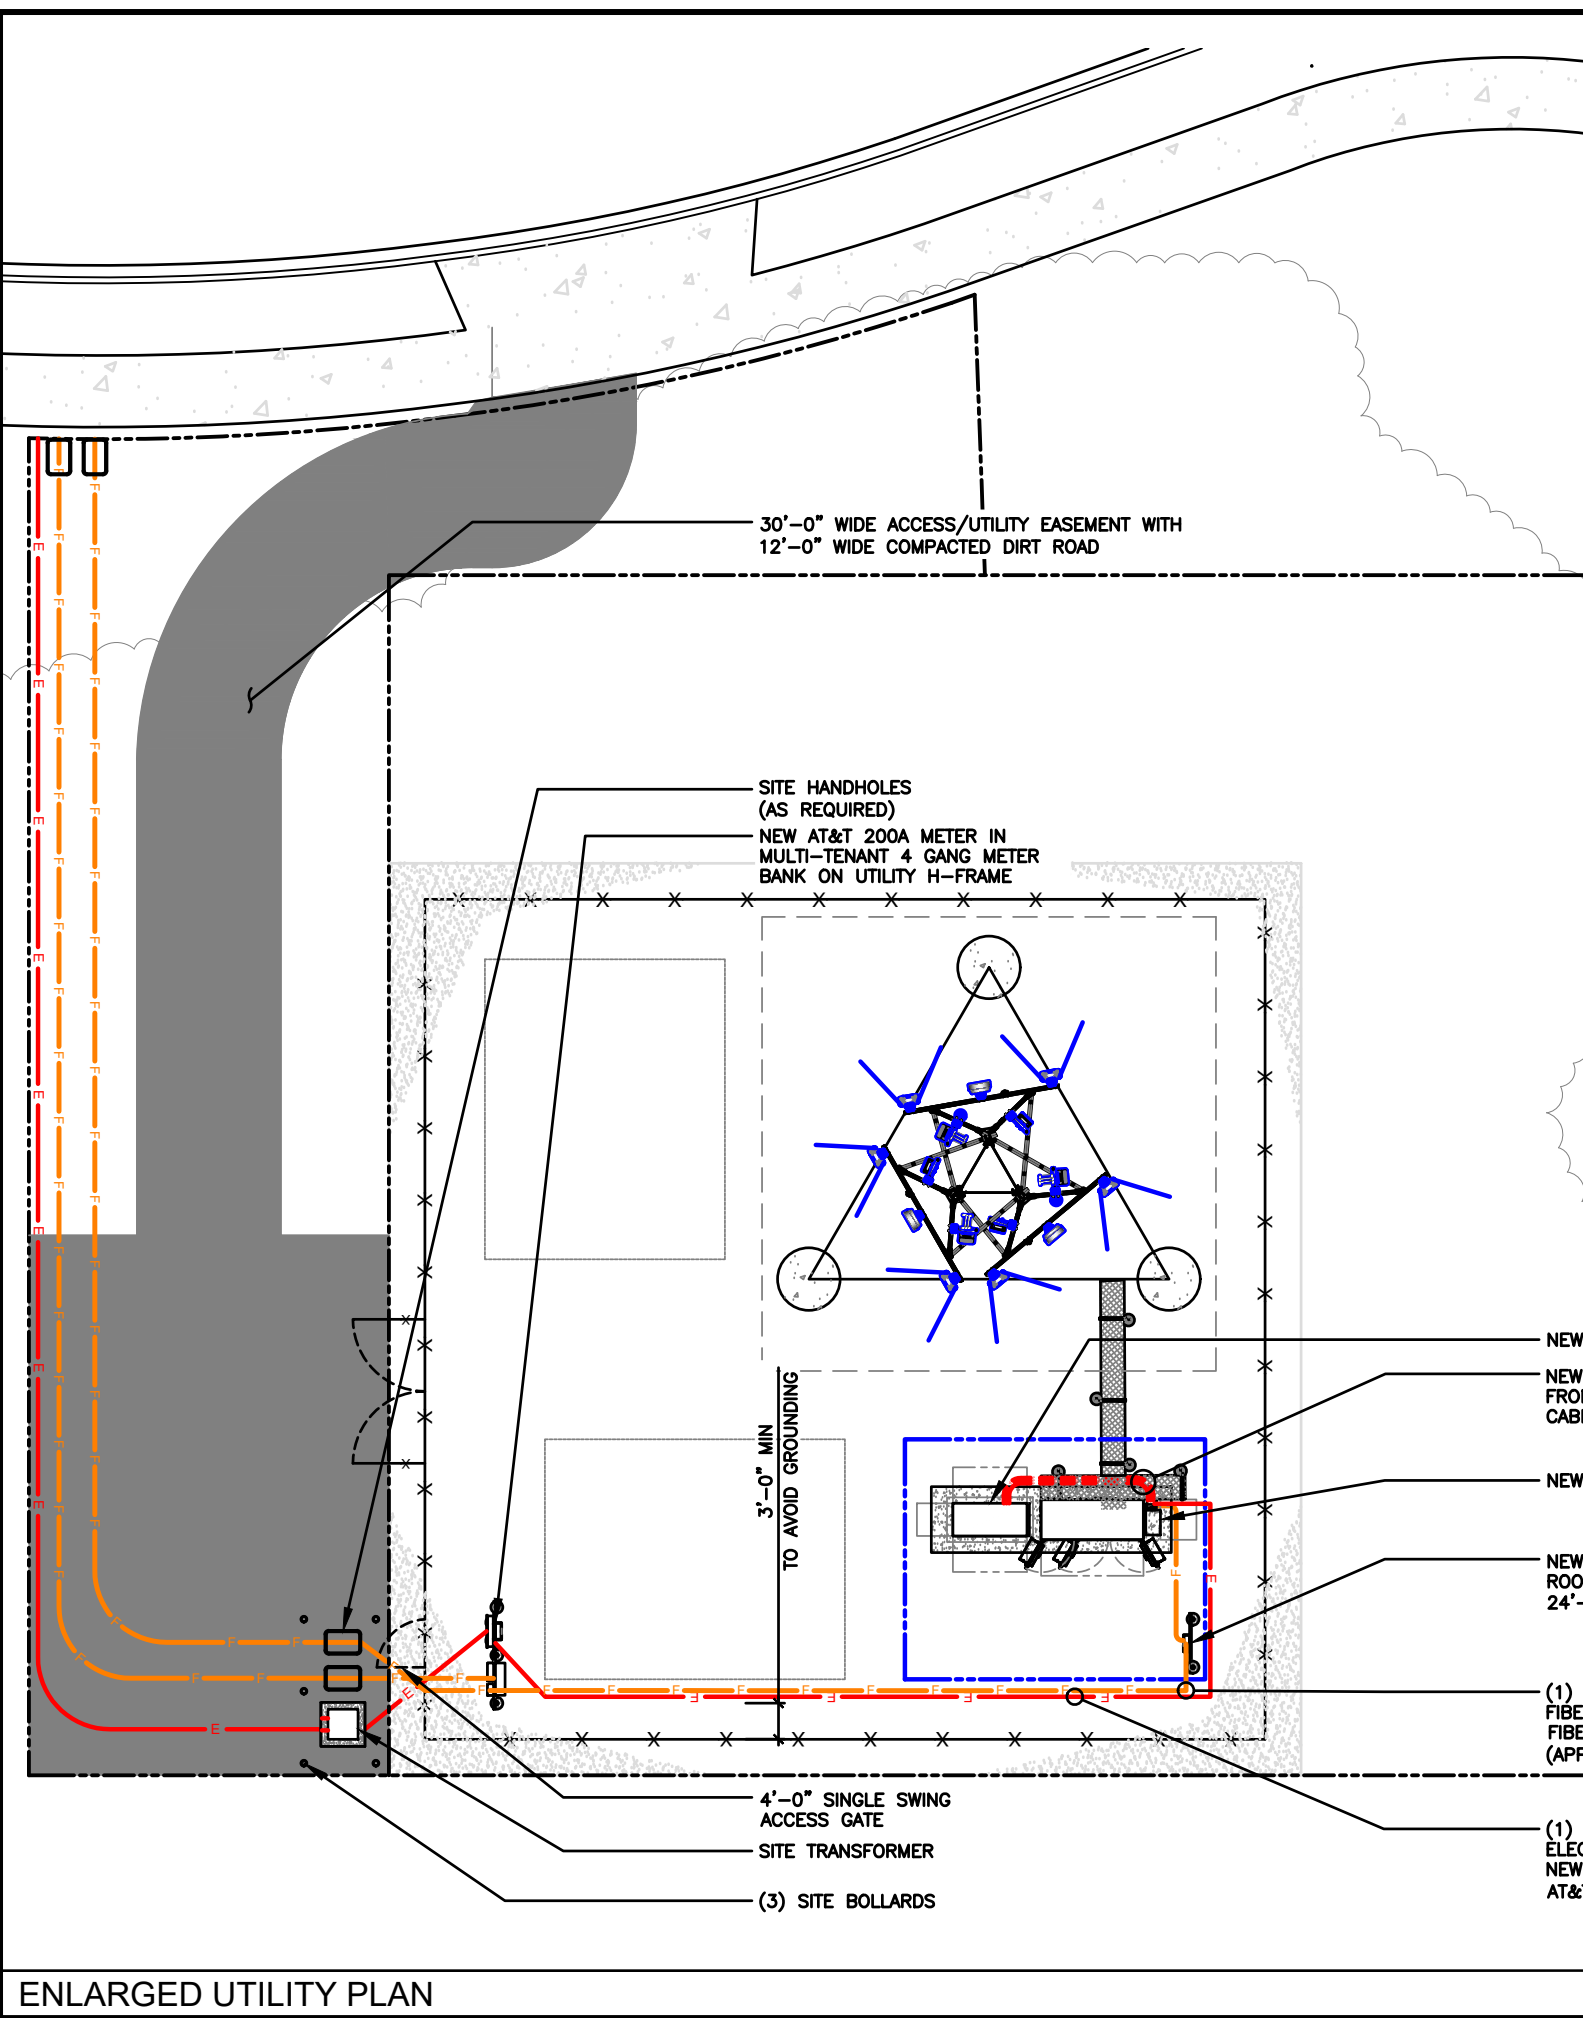 30'-0" WIDE ACCESS/UTILITY EASEMENT WITH
12'-0" WIDE COMPACTED DIRT ROAD
SITE HANDHOLES
(AS REQUIRED)
NEW AT&T 200A METER IN
MULTI-TENANT 4 GANG METER
BANK ON UTILITY H-FRAME
3'-0" MIN
TO AVOID GROUNDING
NEW
NEW
NEW
NEW
24'-
(1)
(1)
NEW
4'-0" SINGLE SWING
ACCESS GATE
SITE TRANSFORMER
(3) SITE BOLLARDS
ENLARGED UTILITY PLAN